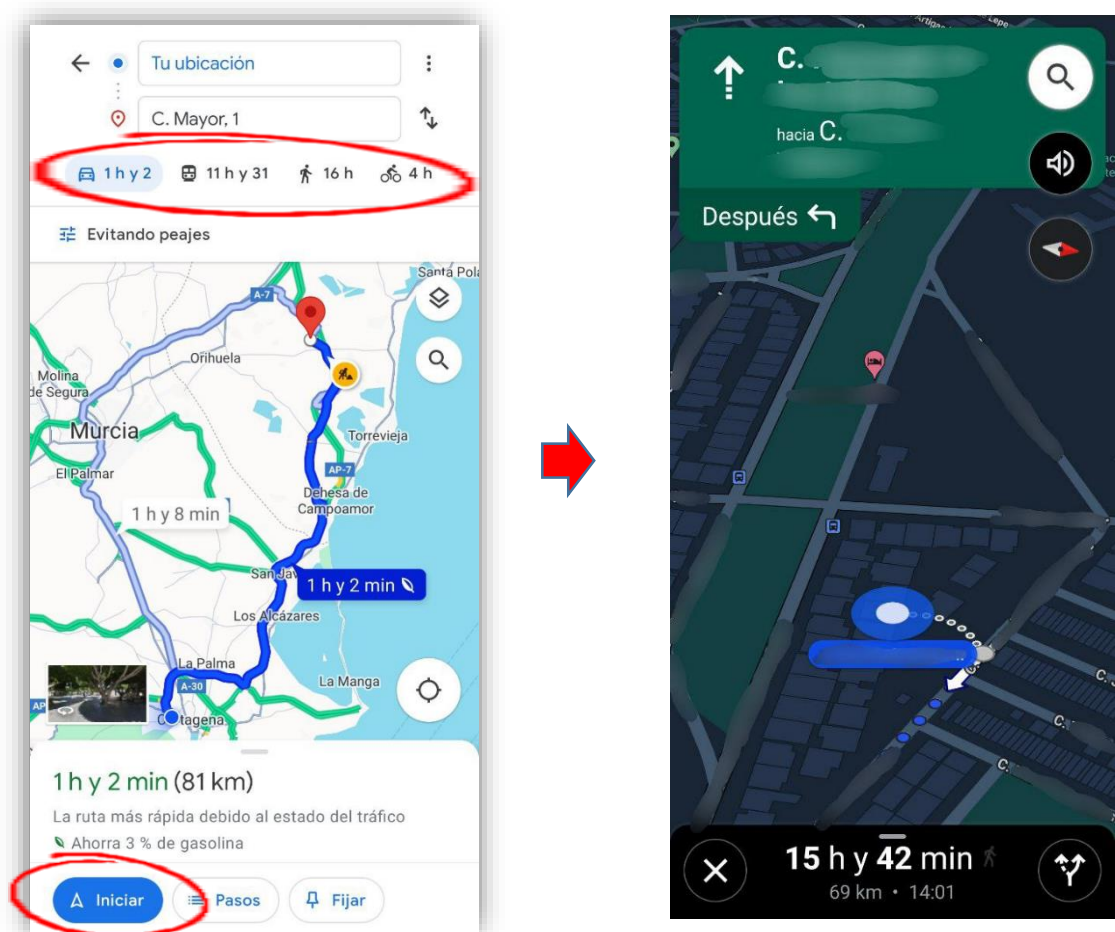 Tu ubicación
C. Mayor, 1
1 h y 2
11 h y 31
16 h
4 h
Evitando peajes
Santa Pola
A-7
Orihuela
Molina
de Segura
Murcia
Torrevieja
El Palmar
AP-7
Dehesa de
Campoamor
1 h y 8 min
San Jav
1 h y 2 min
Los Alcázares
La Palma
A-30
La Manga
AP
Cartagena
1 h y 2 min (81 km)
La ruta más rápida debido al estado del tráfico
Ahorra 3 % de gasolina
Iniciar
Pasos
Fijar
Lepe
C.
hacia C.
Después
C.
C.
C.
15 h y 42 min
69 km • 14:01